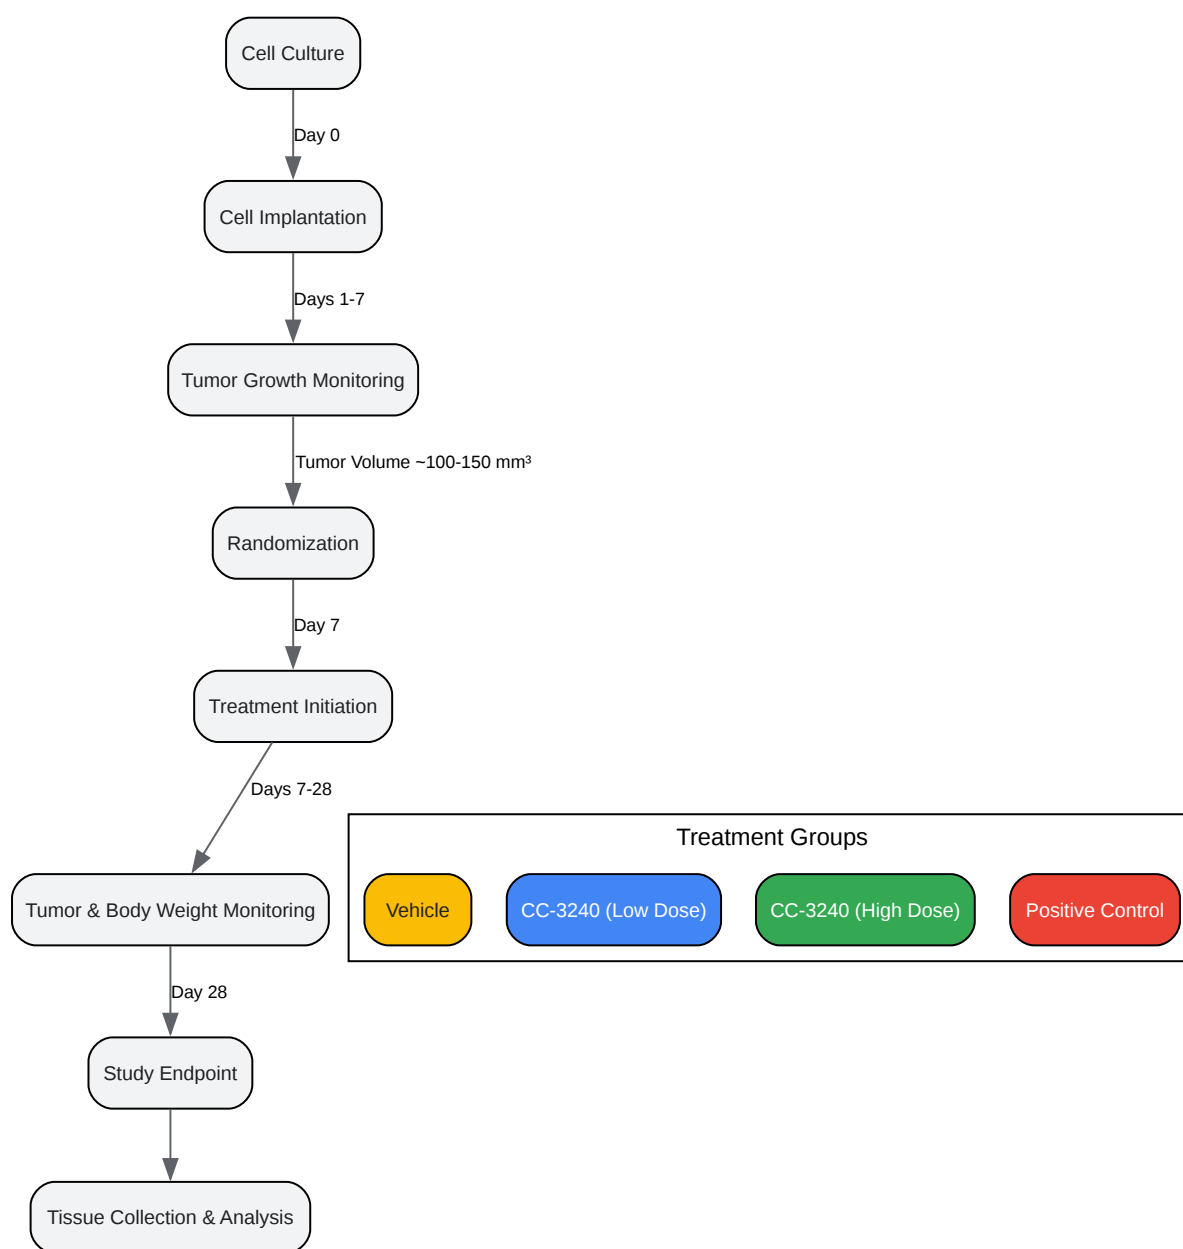 Cell Culture
Day 0
Cell Implantation
Days 1-7
Tumor Growth Monitoring
Tumor Volume ~100-150 mm³
Randomization
Day 7
Treatment Initiation
Days 7-28
Treatment Groups
Tumor & Body Weight Monitoring
Vehicle
CC-3240 (Low Dose)
CC-3240 (High Dose)
Positive Control
Day 28
Study Endpoint
Tissue Collection & Analysis